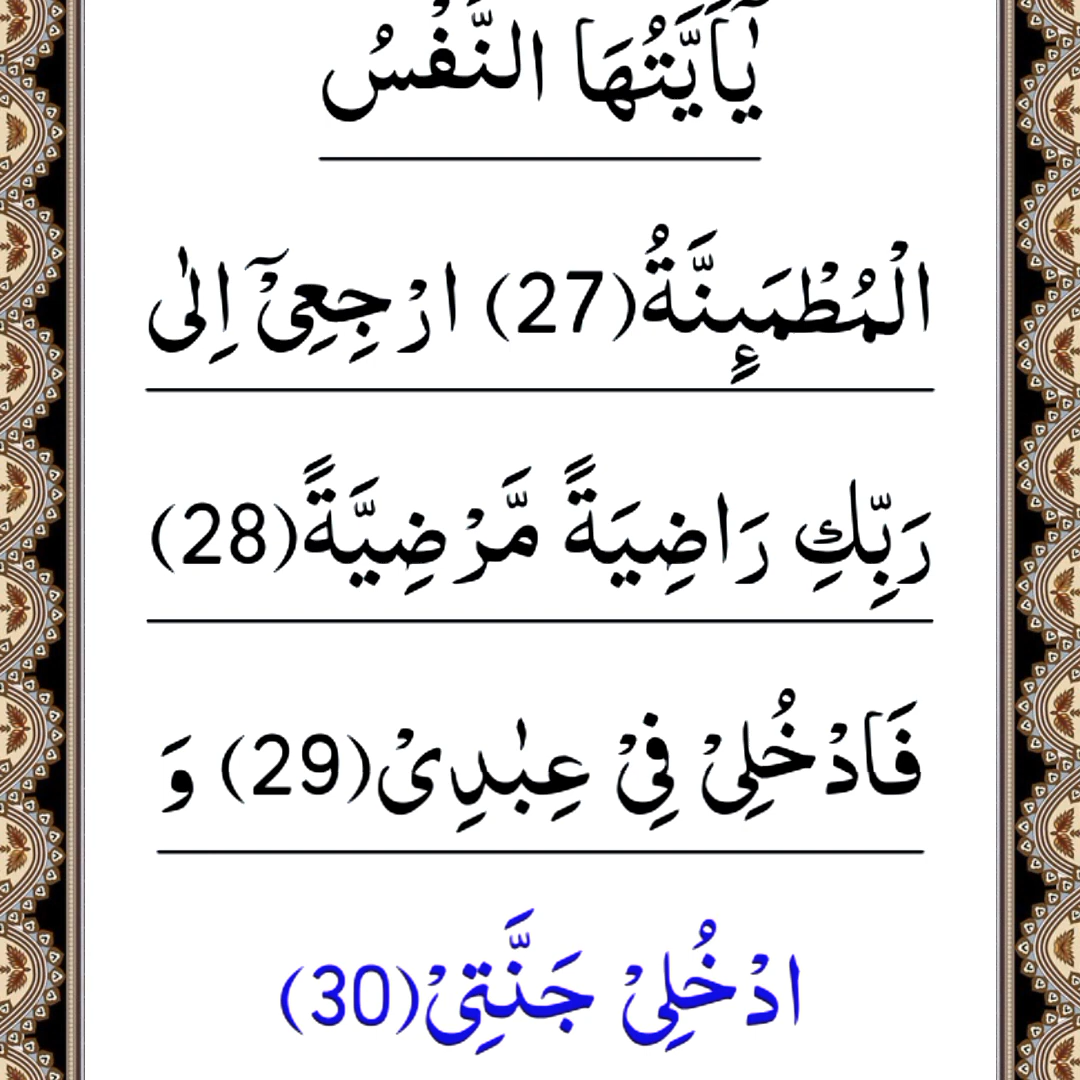 يٰۤاَيَّتُهَا النَّفْسُ
الْمُطْمَىٕنَّةُ(27) ارْجِعِیْۤ اِلٰى
رَبِّكِ رَاضِیَةً مَّرْضِیَّةً(28)
فَادْخُلِیْ فِیْ عِبٰدِیْ(29) وَ
ادْخُلِیْ جَنَّتِیْ(30)